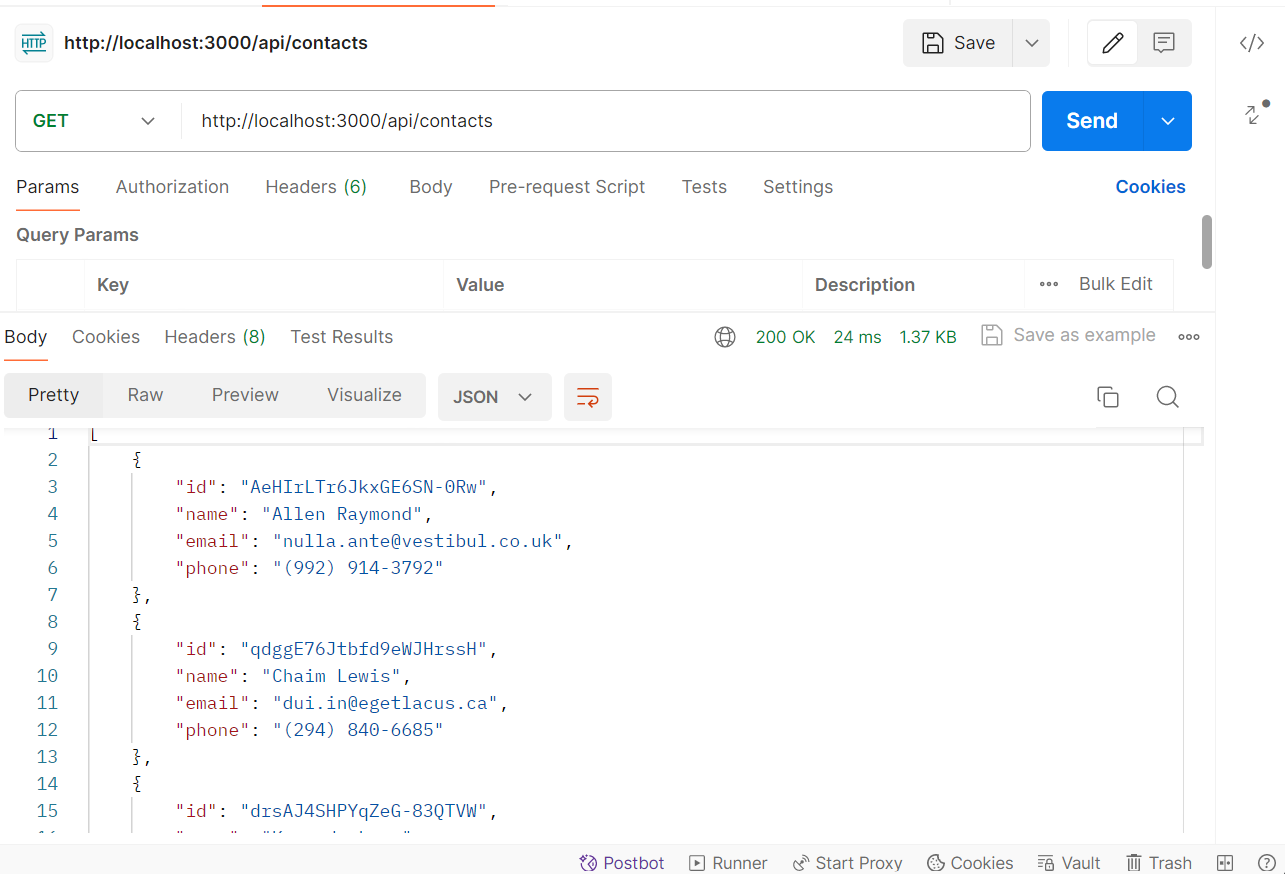 HTTP http://localhost:3000/api/contacts Save
GET http://localhost:3000/api/contacts Send
Params Authorization Headers (6) Body Pre-request Script Tests Settings Cookies
Query Params
Key Value Description Bulk Edit
Body Cookies Headers (8) Test Results 200 OK 24 ms 1.37 KB Save as example
Pretty Raw Preview Visualize JSON
1 [
2 {
3 "id": "AeHIrLTr6JkxGE6SN-0Rw",
4 "name": "Allen Raymond",
5 "email": "nulla.ante@vestibul.co.uk",
6 "phone": "(992) 914-3792"
7 },
8 {
9 "id": "qdggE76Jtbfd9eWJHrssH",
10 "name": "Chaim Lewis",
11 "email": "dui.in@egetlacus.ca",
12 "phone": "(294) 840-6685"
13 },
14 {
15 "id": "drsAJ4SHPYqZeG-83QTVW",
Postbot Runner Start Proxy Cookies Vault Trash